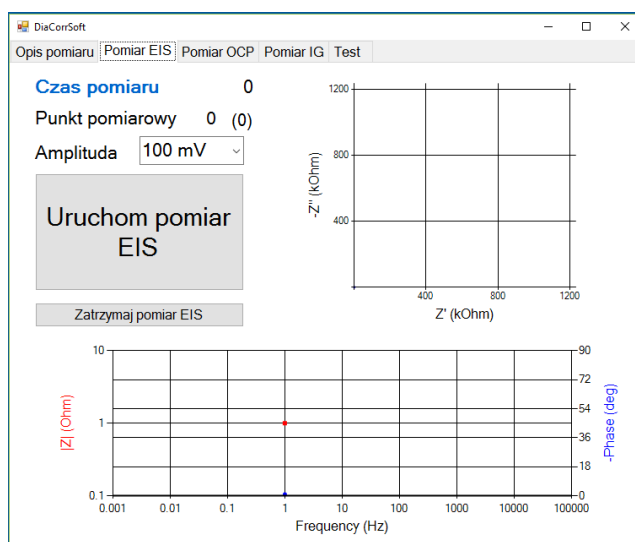 DiaCorrSoft
Opis pomiaru Pomiar EIS Pomiar OCP Pomiar IG Test
Czas pomiaru 0
Punkt pomiarowy 0 (0)
Amplituda 100 mV
Uruchom pomiar
EIS
Zatrzymaj pomiar EIS
-Z'' (kOhm)
1200
800
400
400 800 1200
Z' (kOhm)
|Z| (Ohm)
10
1
0.1
90
72
54
36
18
0
-Phase (deg)
0.001 0.01 0.1 1 10 100 1000 10000 100000
Frequency (Hz)